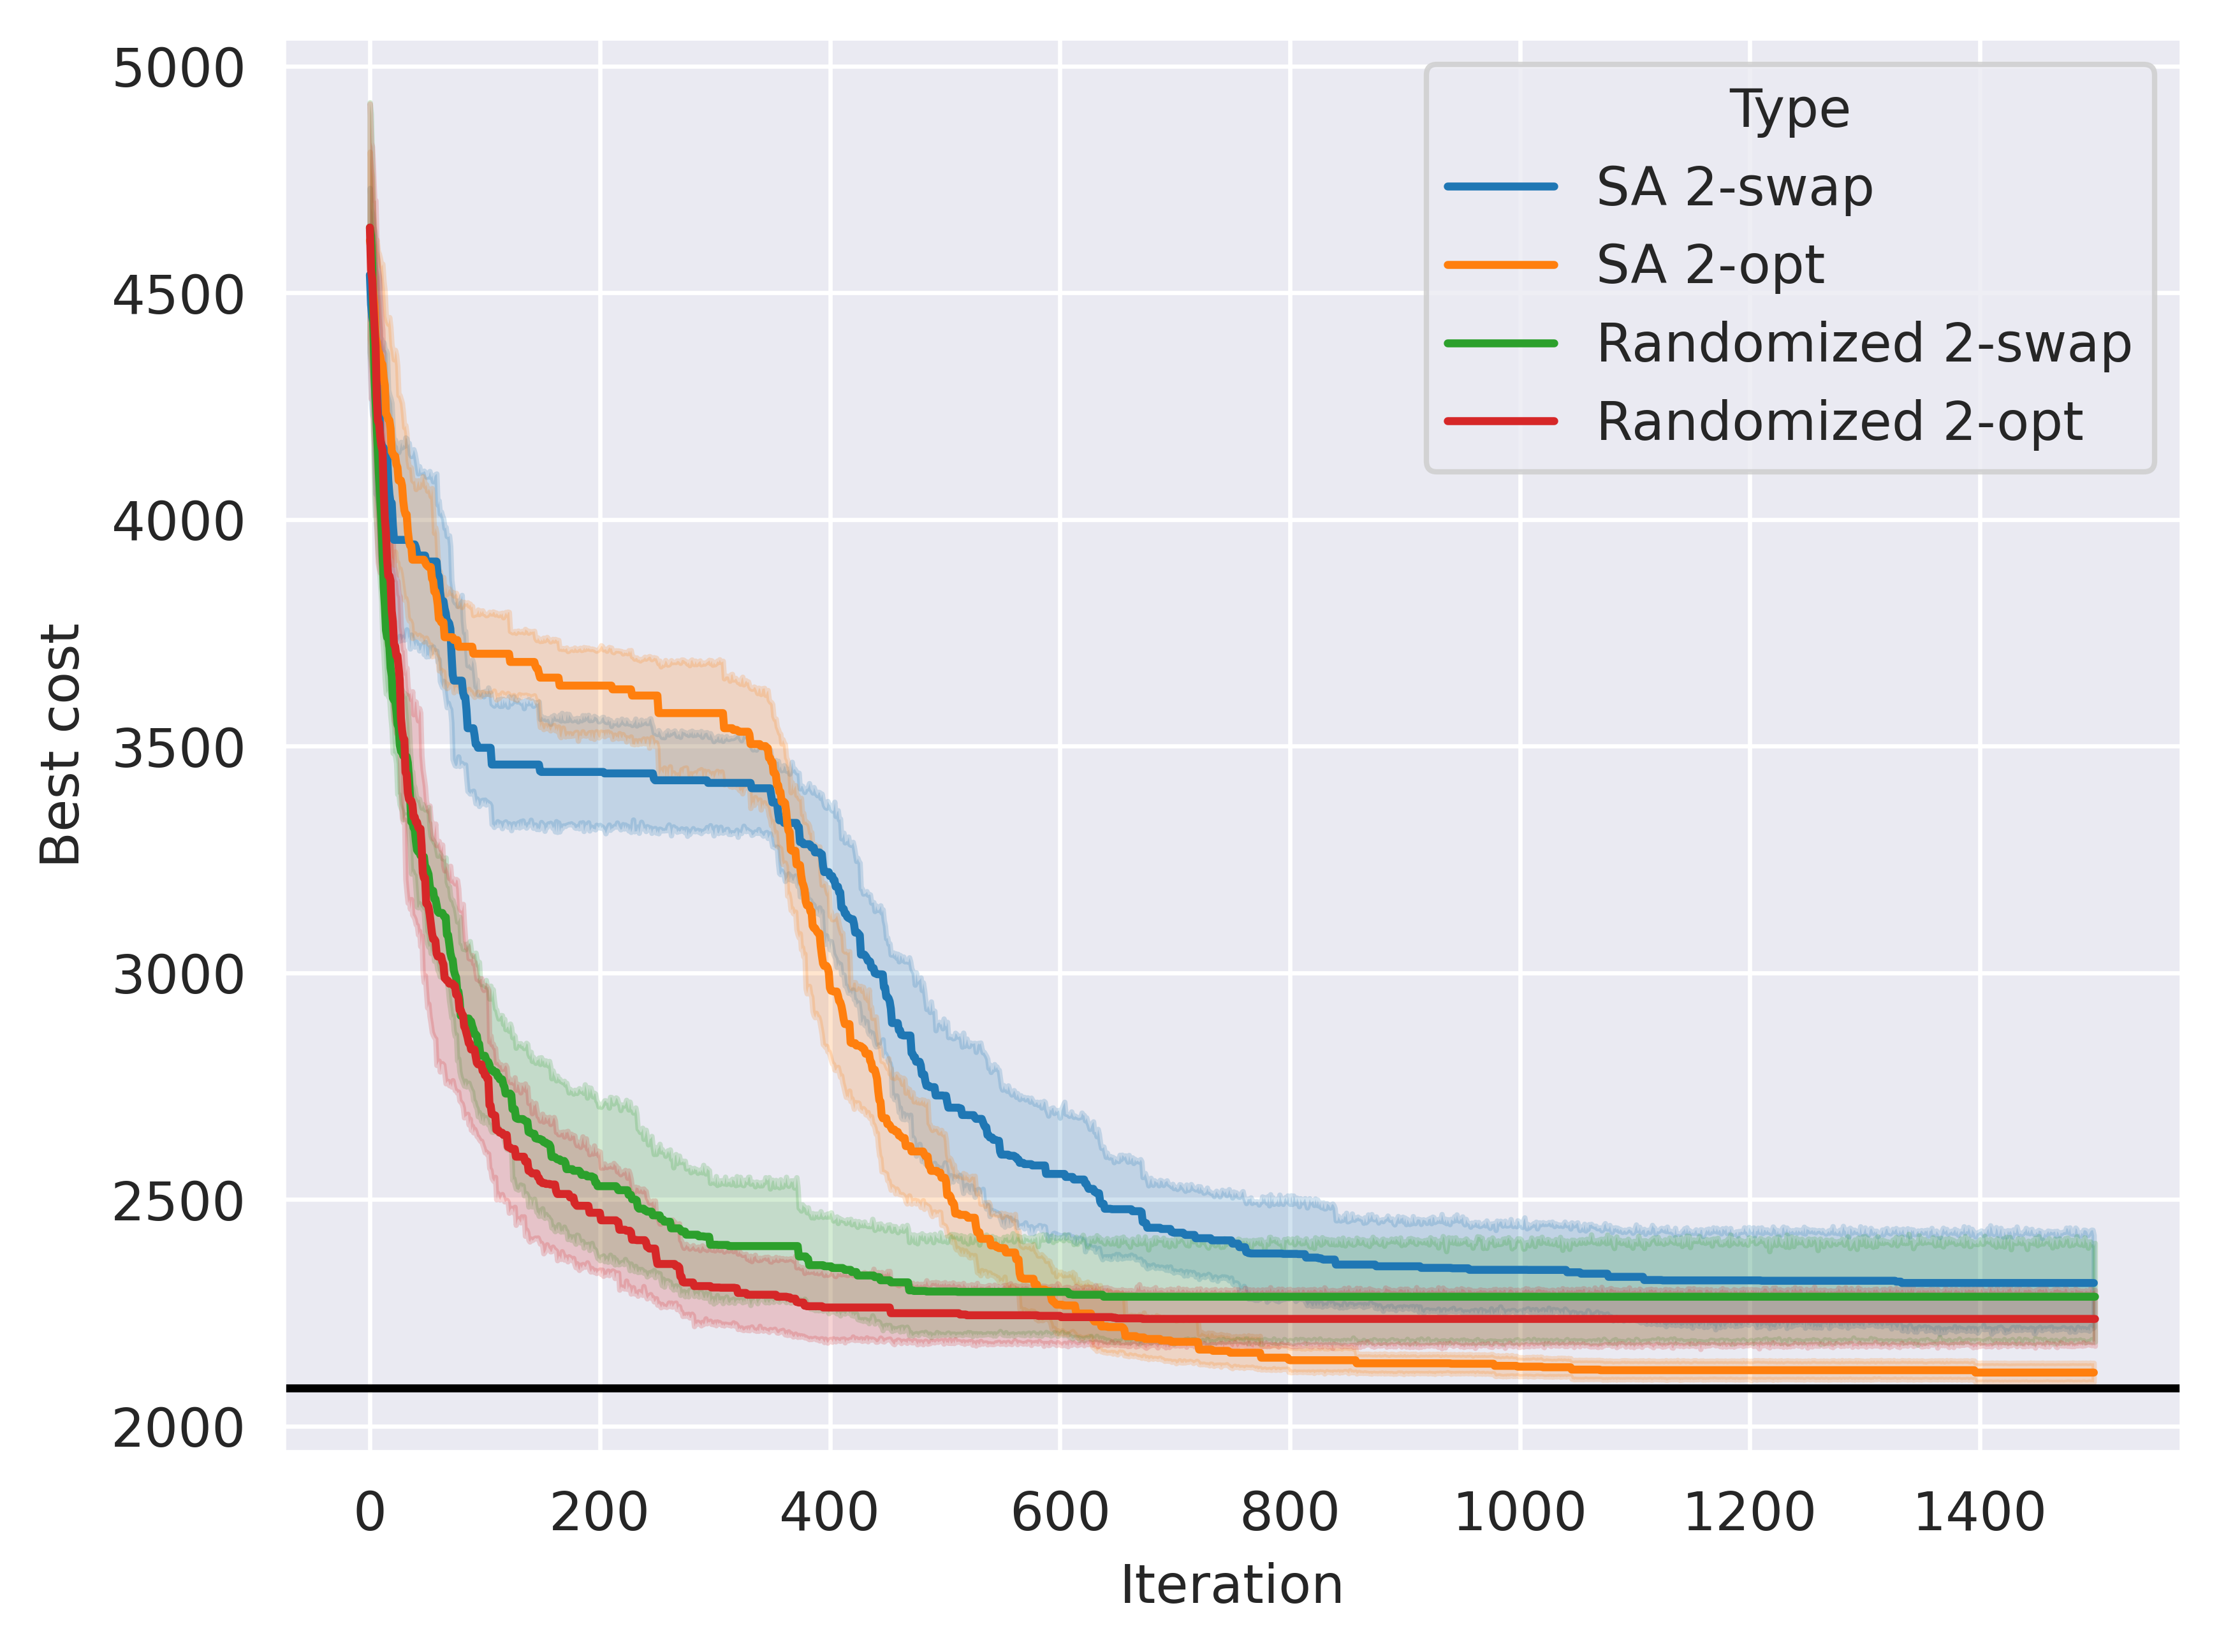 5000
4500
4000
3500
3000
2500
2000
Best cost
Type
SA 2-swap
SA 2-opt
Randomized 2-swap
Randomized 2-opt
0 200 400 600 800 1000 1200 1400
Iteration